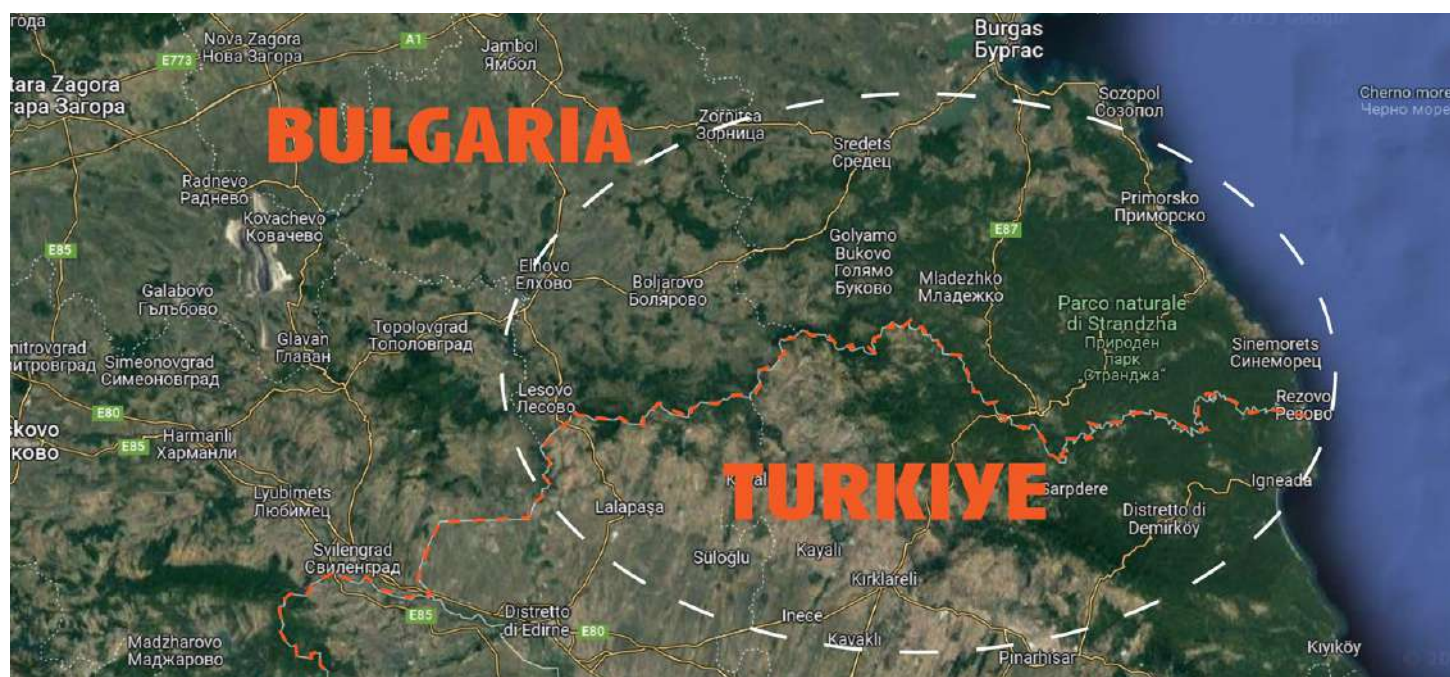 года
Nova Zagora
Нова Загора
E773
A1
Jambol
Ямбол
Burgas
Бургас
Sozopol
Созопол
Cherno more
Черно море
tara Zagora
тара Загора
BULGARIA
Zornitsa
Зорница
Sredets
Средец
Radnevo
Раднево
Kovachevo
Ковачево
Primorsko
Приморско
E85
E87
Golyamo
Bukovo
Голямо
Буково
Elhovo
Елхово
Boljarovo
Болярово
Mladezhko
Младежко
Galabovo
Гълъбово
Parco naturale
di Strandzha
Природен
парк
Странджа"
Topolovgrad
Тополовград
Glavan
Главан
mitrovgrad
митровград
Simeonovgrad
Симеоновград
Sinemorets
Синеморец
Lesovo
Лесово
Rezovo
Резово
E80
skovo
ково
E85
Harmanli
Харманли
TURKIYE
Sarpdere
Igneada
Lyubimets
Любимец
Lalapaşa
Distretto di
Demirköy
Svilengrad
Свиленград
Süloğlu
Kayalı
Kırklareli
E85
Distretto
di Edirne
E80
Inece
Kavaklı
Pınarhisar
Madzharovo
Маджарово
Kıyıköy